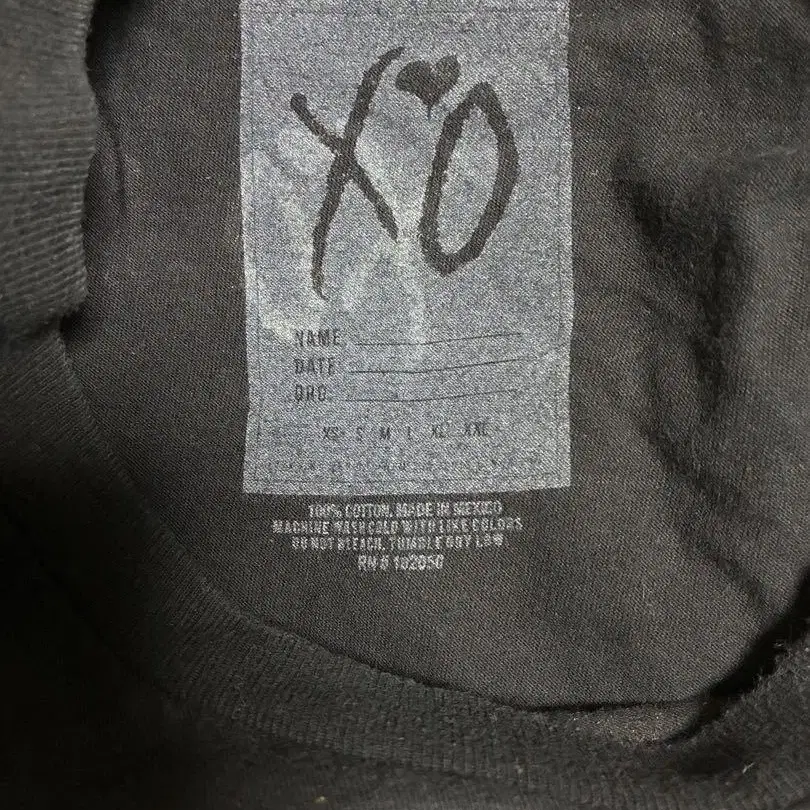 XO
NAME
DATE
ORG.
XS S M L XL XXL
100% COTTON. MADE IN MEXICO
MACHINE WASH COLD WITH LIKE COLORS
DO NOT BLEACH. TUMBLE DRY LOW.
RN # 102050